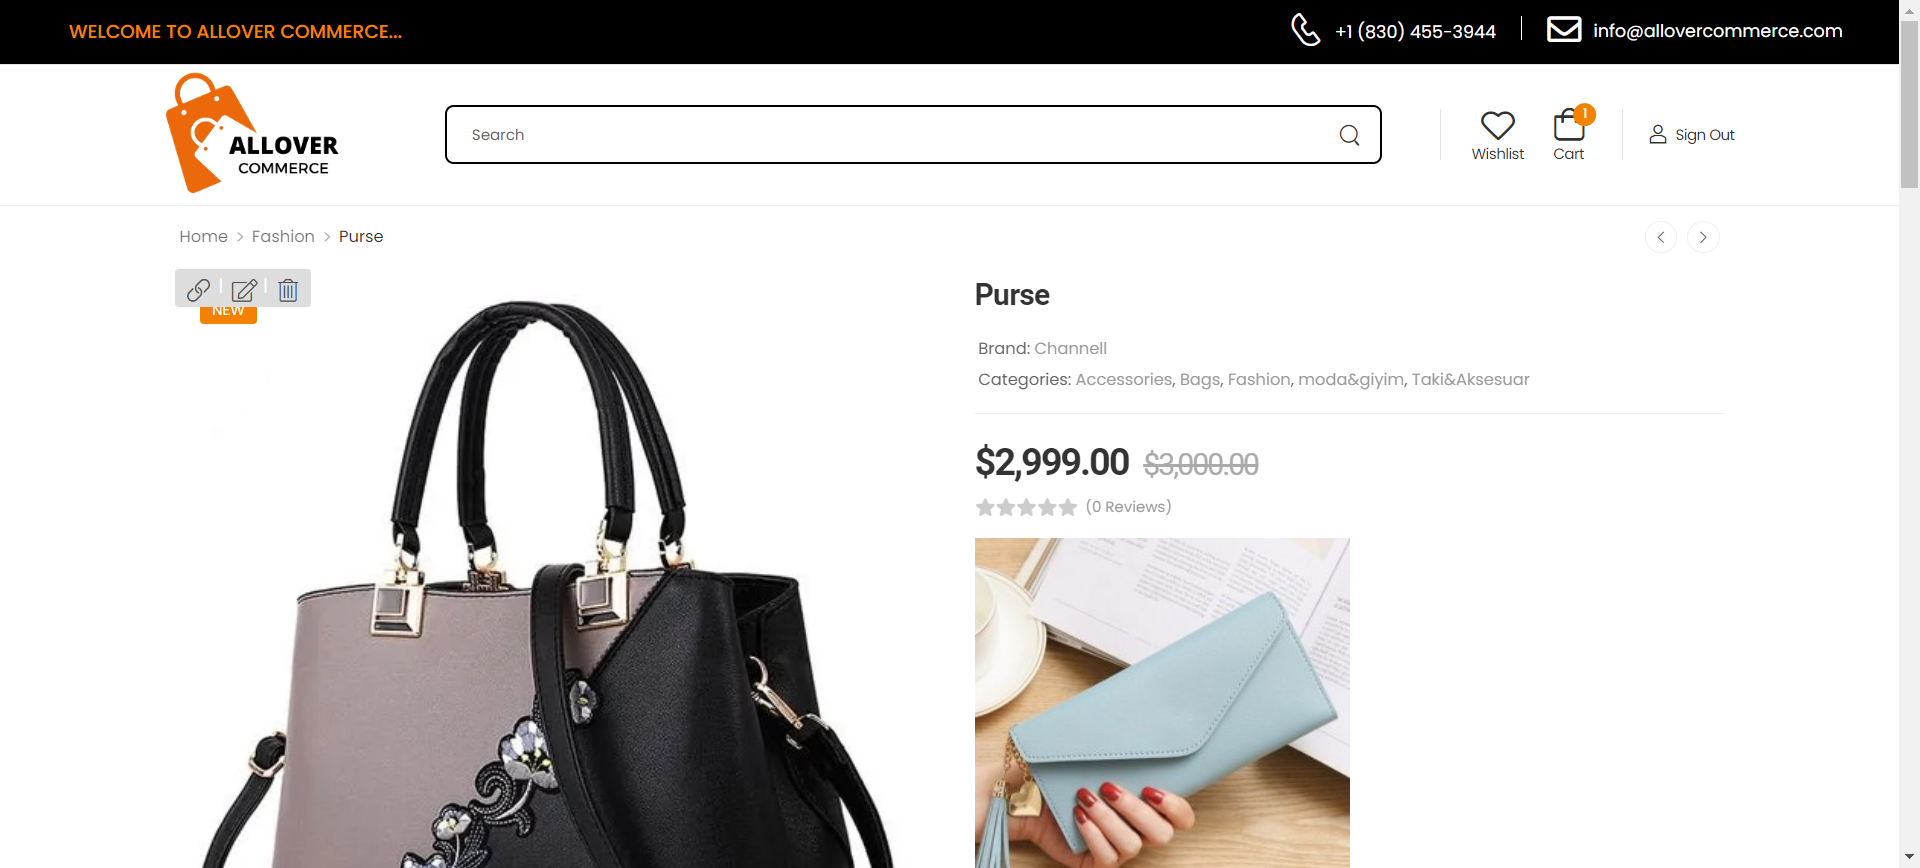 WELCOME TO ALLOVER COMMERCE...
+1 (830) 455-3944
info@allovercommerce.com
ALLOVER
COMMERCE
Search
Wishlist
1
Cart
Sign Out
Home > Fashion > Purse
NEW
Purse
Brand: Channell
Categories: Accessories, Bags, Fashion, moda&giyim, Taki&Aksesuar
$2,999.00 $3,000.00
(0 Reviews)